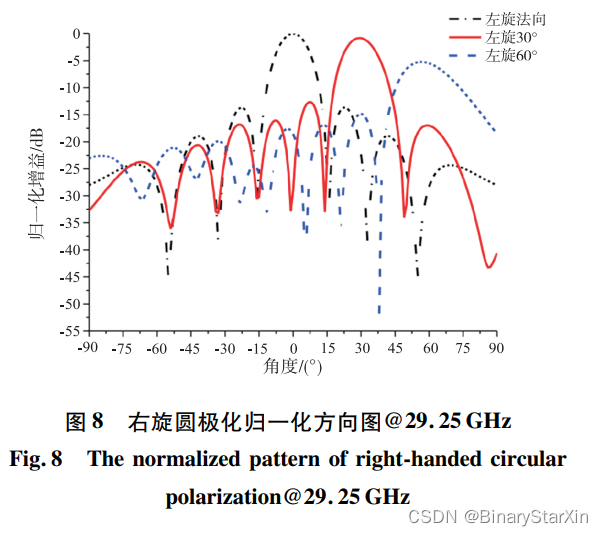 左旋法向
左旋30°
左旋60°
归一化增益/dB
0
-5
-10
-15
-20
-25
-30
-35
-40
-45
-50
-55
-90 -75 -60 -45 -30 -15 0 15 30 45 60 75 90
角度/(°)
图 8 右旋圆极化归一化方向图@29.25 GHz
Fig. 8 The normalized pattern of right-handed circular
polarization@29.25 GHz
CSDN @BinaryStarXin